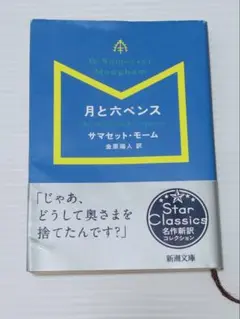 W. Somerset
Maugham
月と六ペンス
サマセット・モーム
金原瑞人 訳
「じゃあ、
どうして奥さまを
捨てたんです?」
Star
Classics
名作新訳
コレクション
新潮文庫